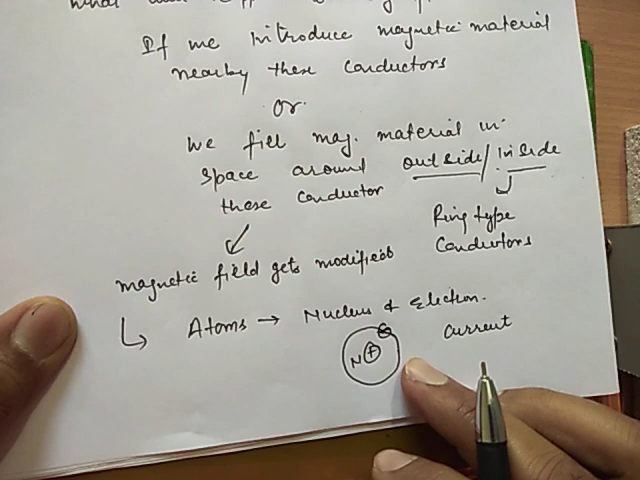 If we introduce magnetic material
nearby these conductors
or
we fill mag. material in
space around outside/inside
these conductor
Ring type
Conductors
magnetic field gets modified
Atoms → Nucleus & Electron.
current
N +